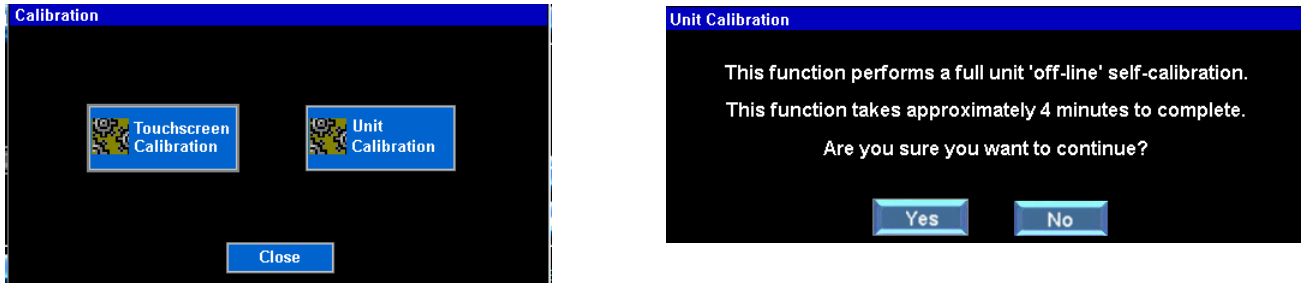 Calibration
Touchscreen
Calibration
Unit
Calibration
Close
Unit Calibration
This function performs a full unit 'off-line' self-calibration.
This function takes approximately 4 minutes to complete.
Are you sure you want to continue?
Yes
No